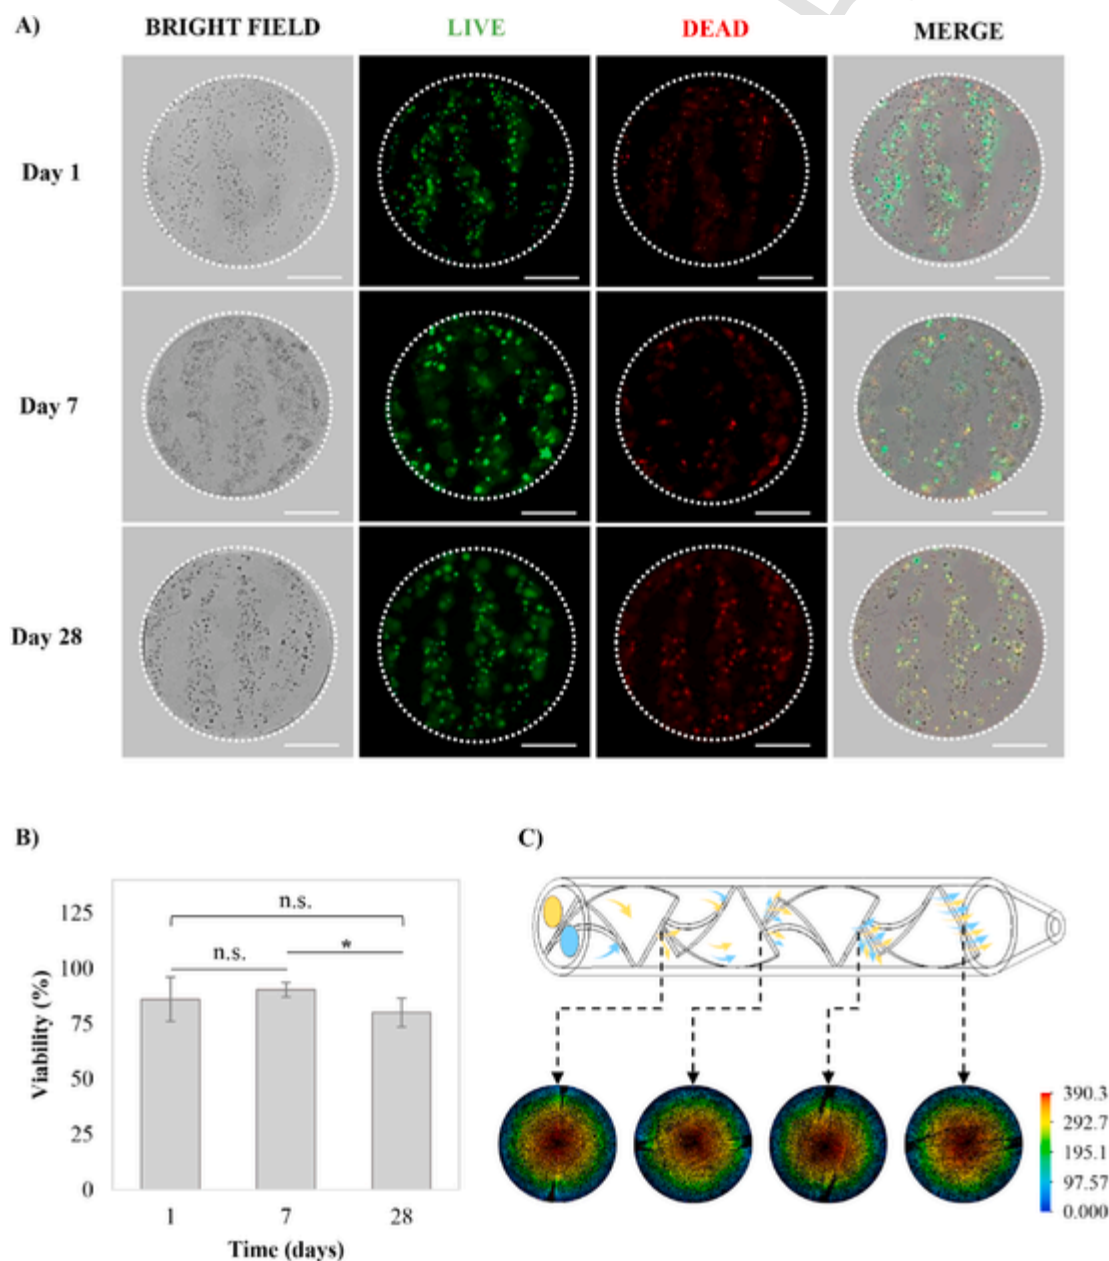 A)
BRIGHT FIELD LIVE DEAD MERGE
Day 1
Day 7
Day 28
B)
125
100
75
50
25
0
Viability (%)
n.s.
n.s.
*
1 7 28
Time (days)
C)
390.3
292.7
195.1
97.57
0.000